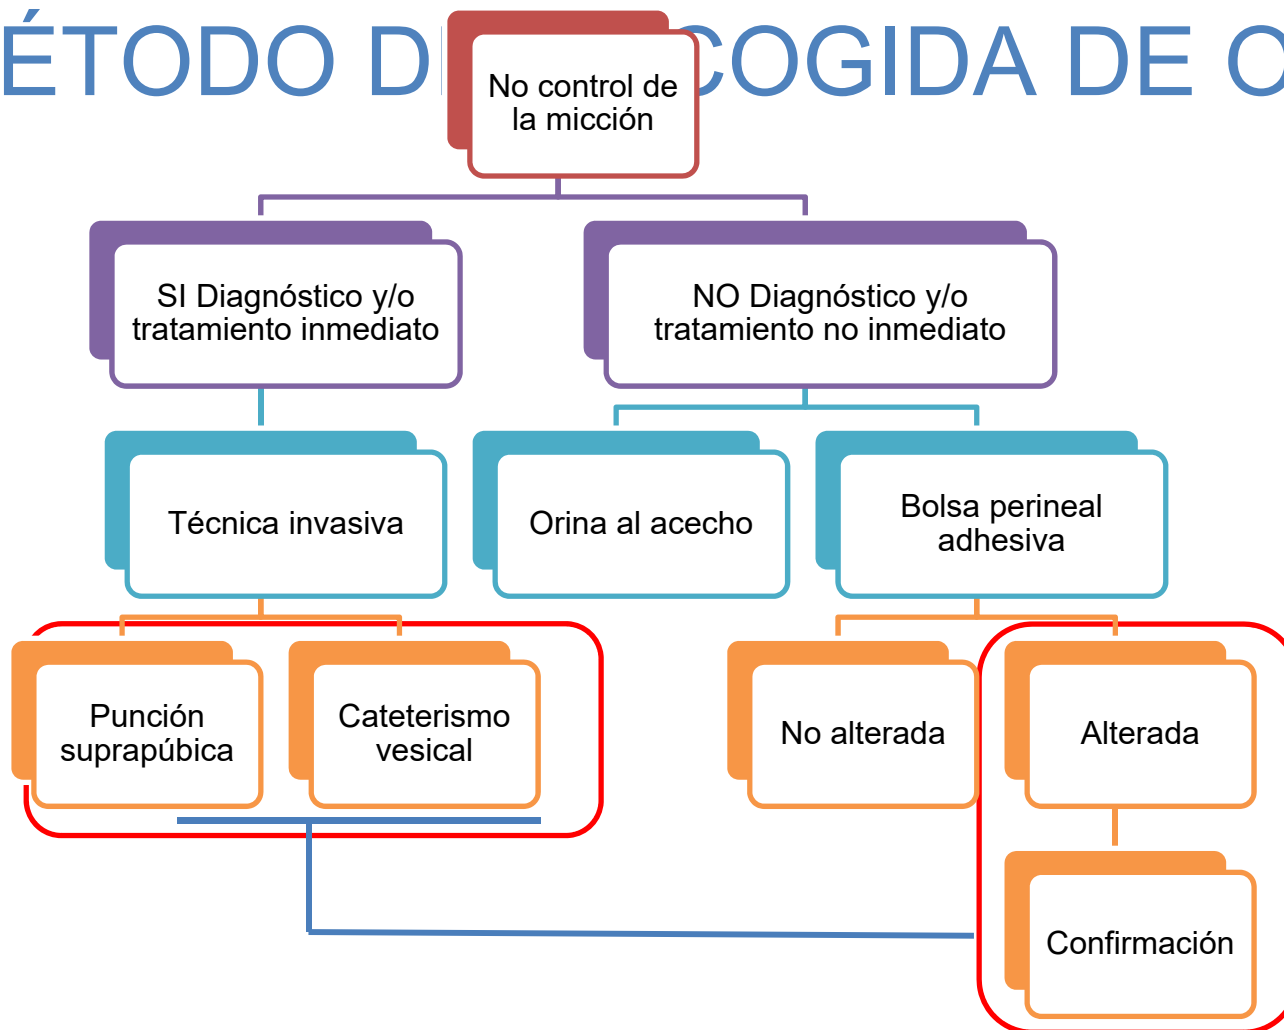 ÉTODO D COGIDA DE O
No control de
la micción
SI Diagnóstico y/o
tratamiento inmediato
NO Diagnóstico y/o
tratamiento no inmediato
Técnica invasiva
Orina al acecho
Bolsa perineal
adhesiva
Punción
suprapúbica
Cateterismo
vesical
No alterada
Alterada
Confirmación